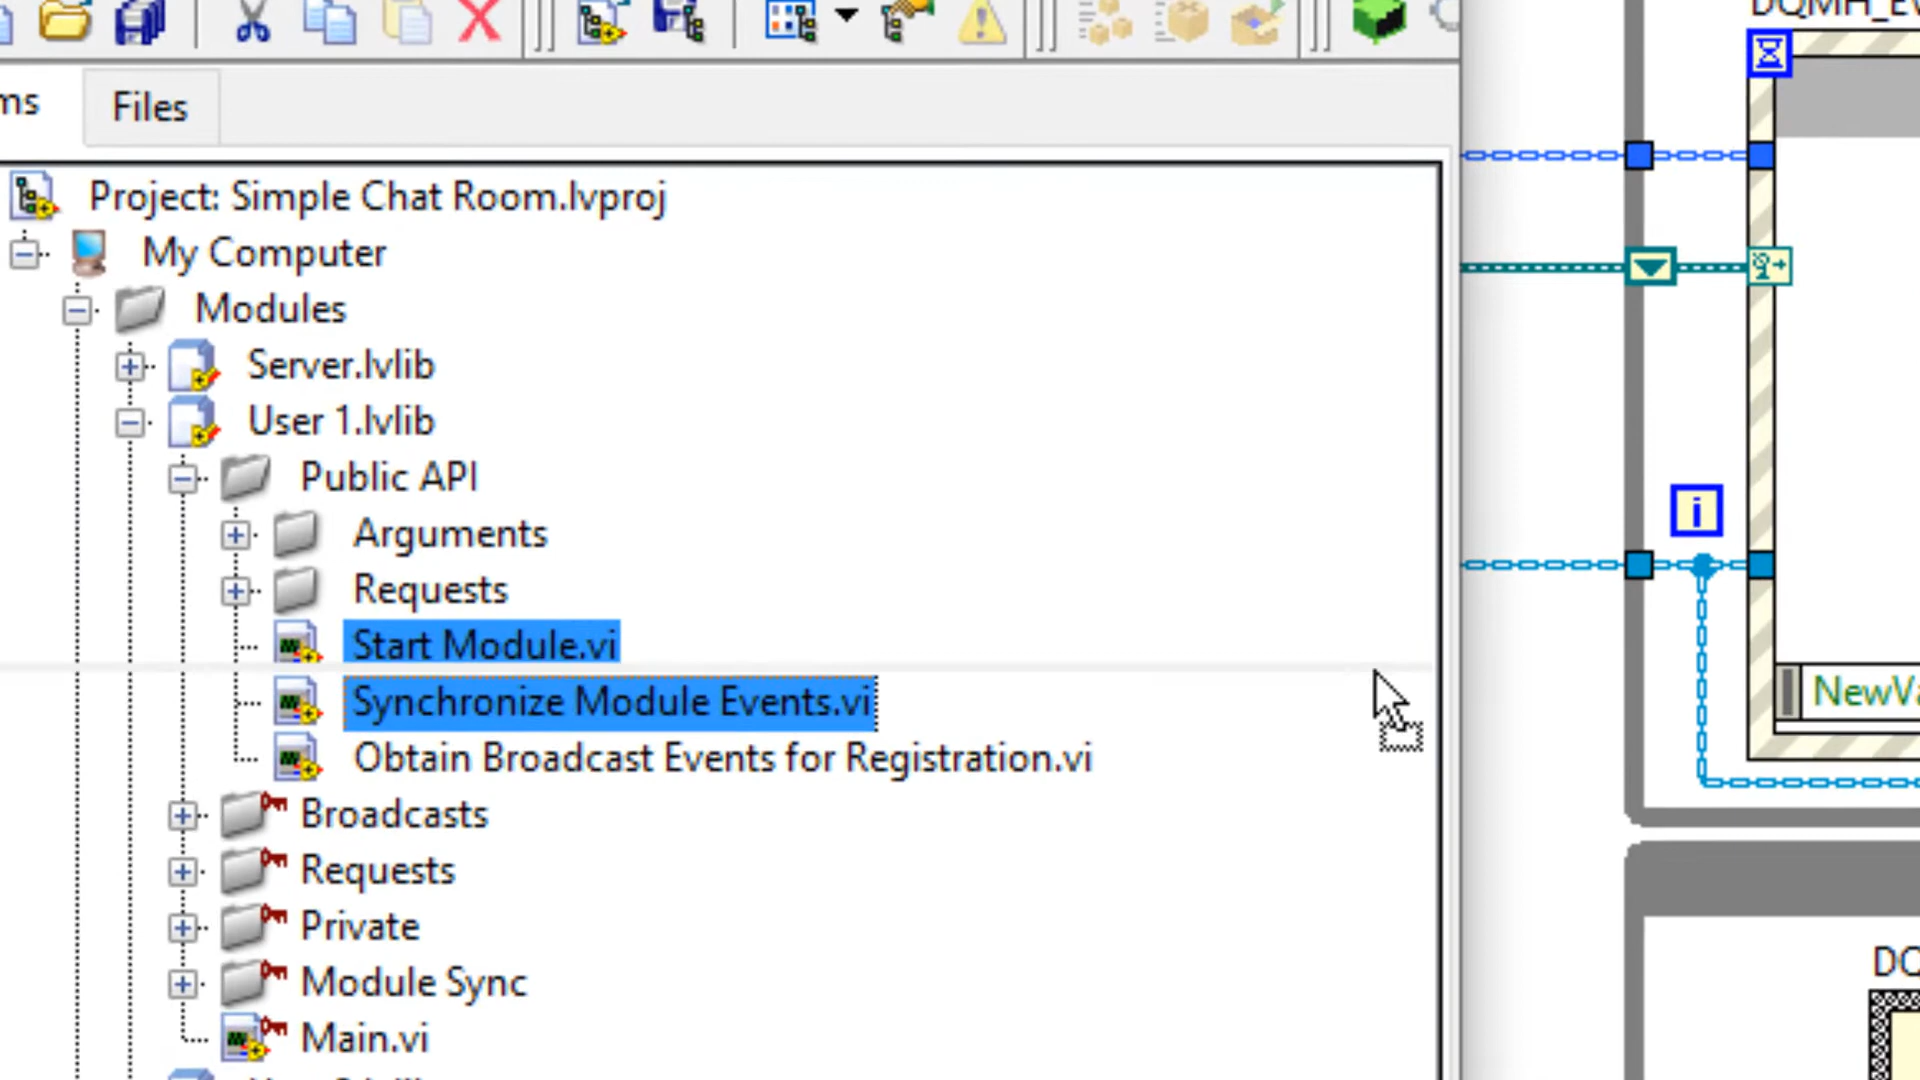 DQMH_EV
ms
Files
Project: Simple Chat Room.lvproj
My Computer
Modules
Server.lvlib
User 1.lvlib
Public API
i
Arguments
Requests
Start Module.vi
Synchronize Module Events.vi
NewVa
Obtain Broadcast Events for Registration.vi
Broadcasts
Requests
Private
DQ
Module Sync
Main.vi